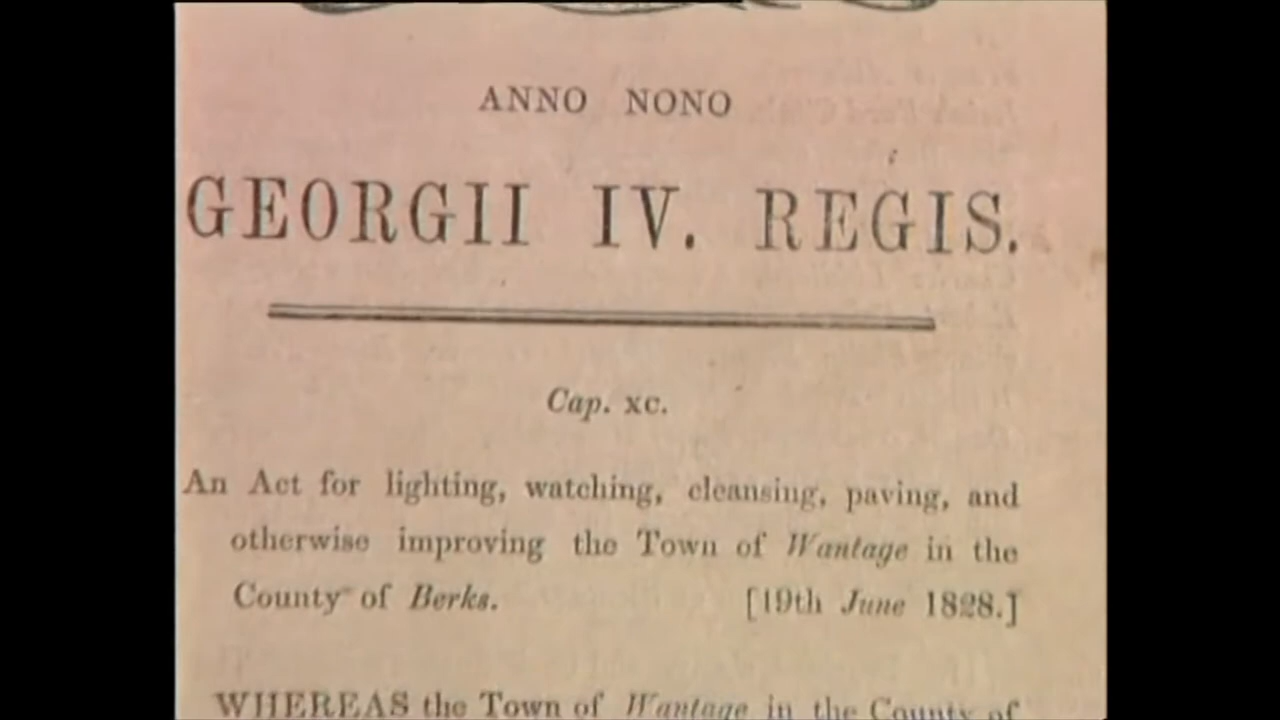 ANNO NONO
GEORGII IV. REGIS.
Cap. xc.
An Act for lighting, watching, cleansing, paving, and
otherwise improving the Town of Wantage in the
County of Berks. [19th June 1828.]
WHEREAS the Town of Wantage in the County of